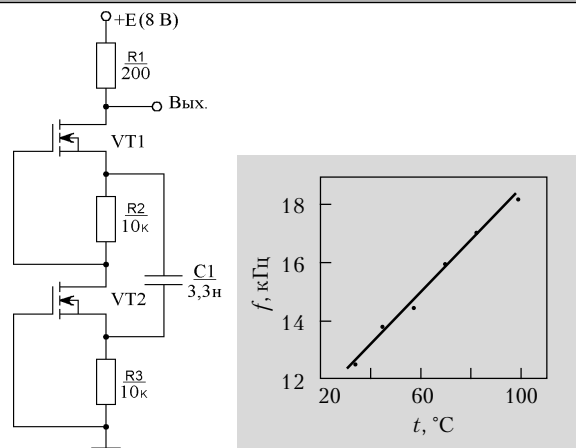 +E(8 В)
R1
200
Вых.
VT1
R2
10к
C1
3,3н
VT2
R3
10к
f, кГц
18
16
14
12
20 60 100
t, °C